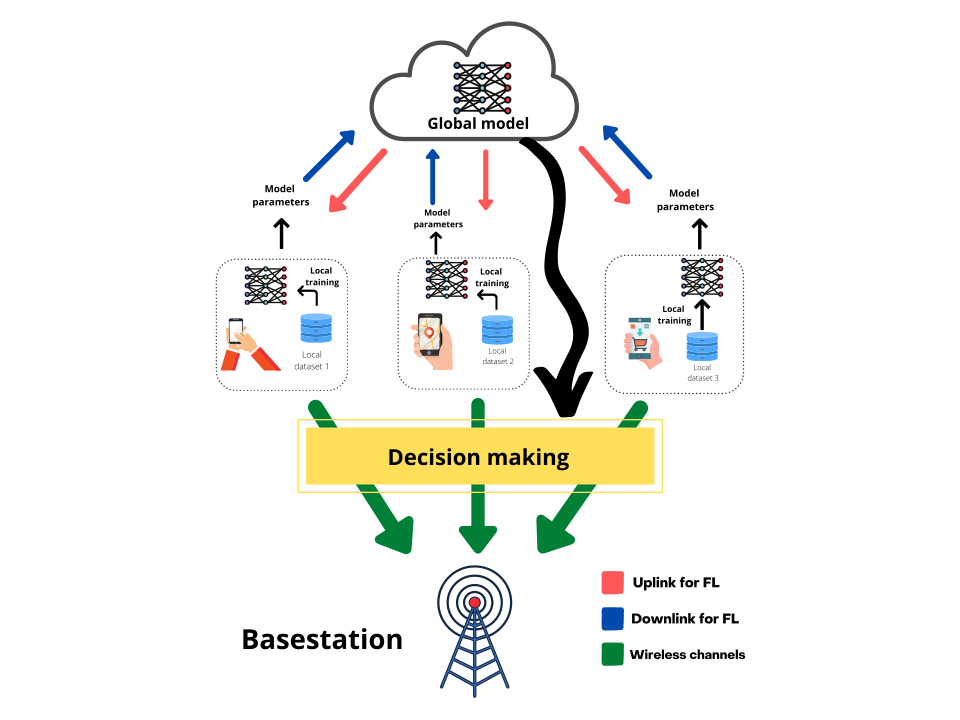 Global model
Model
parameters
Model
parameters
Model
parameters
Local
training
Local
dataset 1
Local
training
Local
dataset 2
Local
training
Local
dataset 3
Decision making
Basestation
Uplink for FL
Downlink for FL
Wireless channels